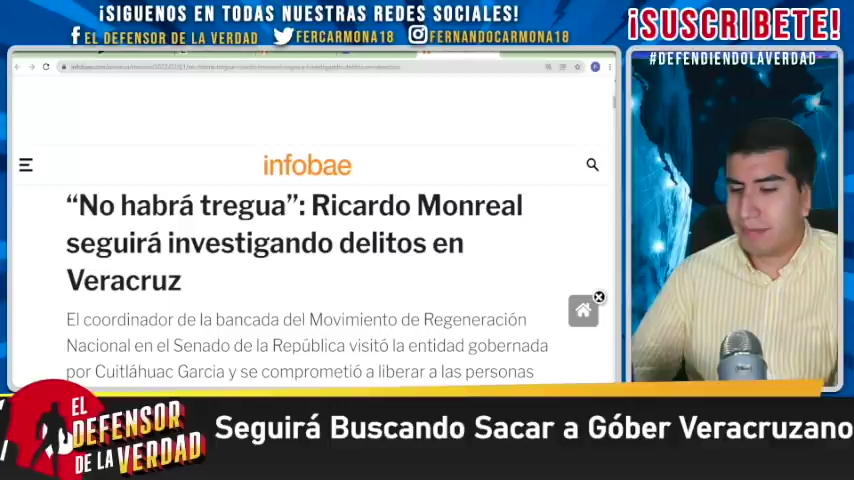 ¡SIGUENOS EN TODAS NUESTRAS REDES SOCIALES!
EL DEFENSOR DE LA VERDAD FERCARMONA18 FERNANDOCARMONA18
¡SUSCRIBETE!
#DEFENDIENDOLAVERDAD
infobae
“No habrá tregua”: Ricardo Monreal
seguirá investigando delitos en
Veracruz
El coordinador de la bancada del Movimiento de Regeneración
Nacional en el Senado de la República visitó la entidad gobernada
por Cuitláhuac Garcia y se comprometió a liberar a las personas
EL
DEFENSOR
DE LA VERDAD
Seguirá Buscando Sacar a Góber Veracruzano